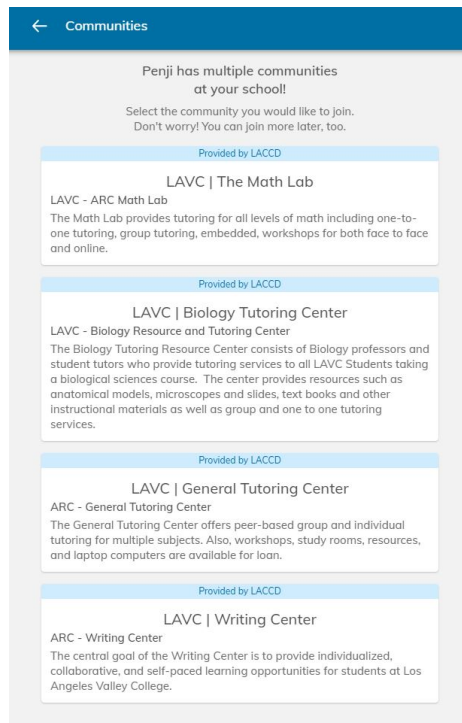 Communities
Penji has multiple communities
at your school!
Select the community you would like to join.
Don't worry! You can join more later, too.
Provided by LACCD
LAVC | The Math Lab
LAVC - ARC Math Lab
The Math Lab provides tutoring for all levels of math including one-to-
one tutoring, group tutoring, embedded, workshops for both face to face
and online.
Provided by LACCD
LAVC | Biology Tutoring Center
LAVC - Biology Resource and Tutoring Center
The Biology Tutoring Resource Center consists of Biology professors and
student tutors who provide tutoring services to all LAVC Students taking
a biological sciences course. The center provides resources such as
anatomical models, microscopes and slides, text books and other
instructional materials as well as group and one to one tutoring
services.
Provided by LACCD
LAVC | General Tutoring Center
ARC - General Tutoring Center
The General Tutoring Center offers peer-based group and individual
tutoring for multiple subjects. Also, workshops, study rooms, resources,
and laptop computers are available for loan.
Provided by LACCD
LAVC | Writing Center
ARC - Writing Center
The central goal of the Writing Center is to provide individualized,
collaborative, and self-paced learning opportunities for students at Los
Angeles Valley College.